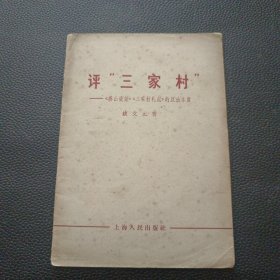 评“三家村”
——《燕山夜话》《三家村札记》的反动本质
姚文元著
上海人民出版社